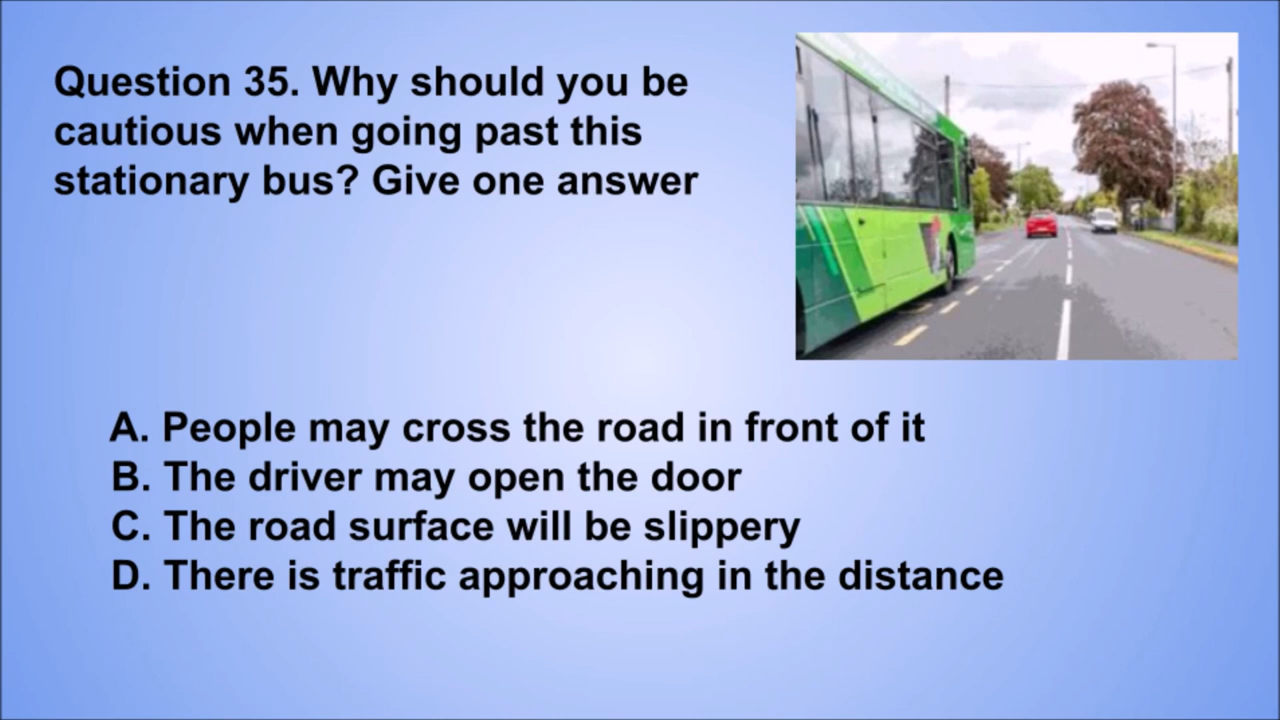 Question 35. Why should you be
cautious when going past this
stationary bus? Give one answer
A. People may cross the road in front of it
B. The driver may open the door
C. The road surface will be slippery
D. There is traffic approaching in the distance